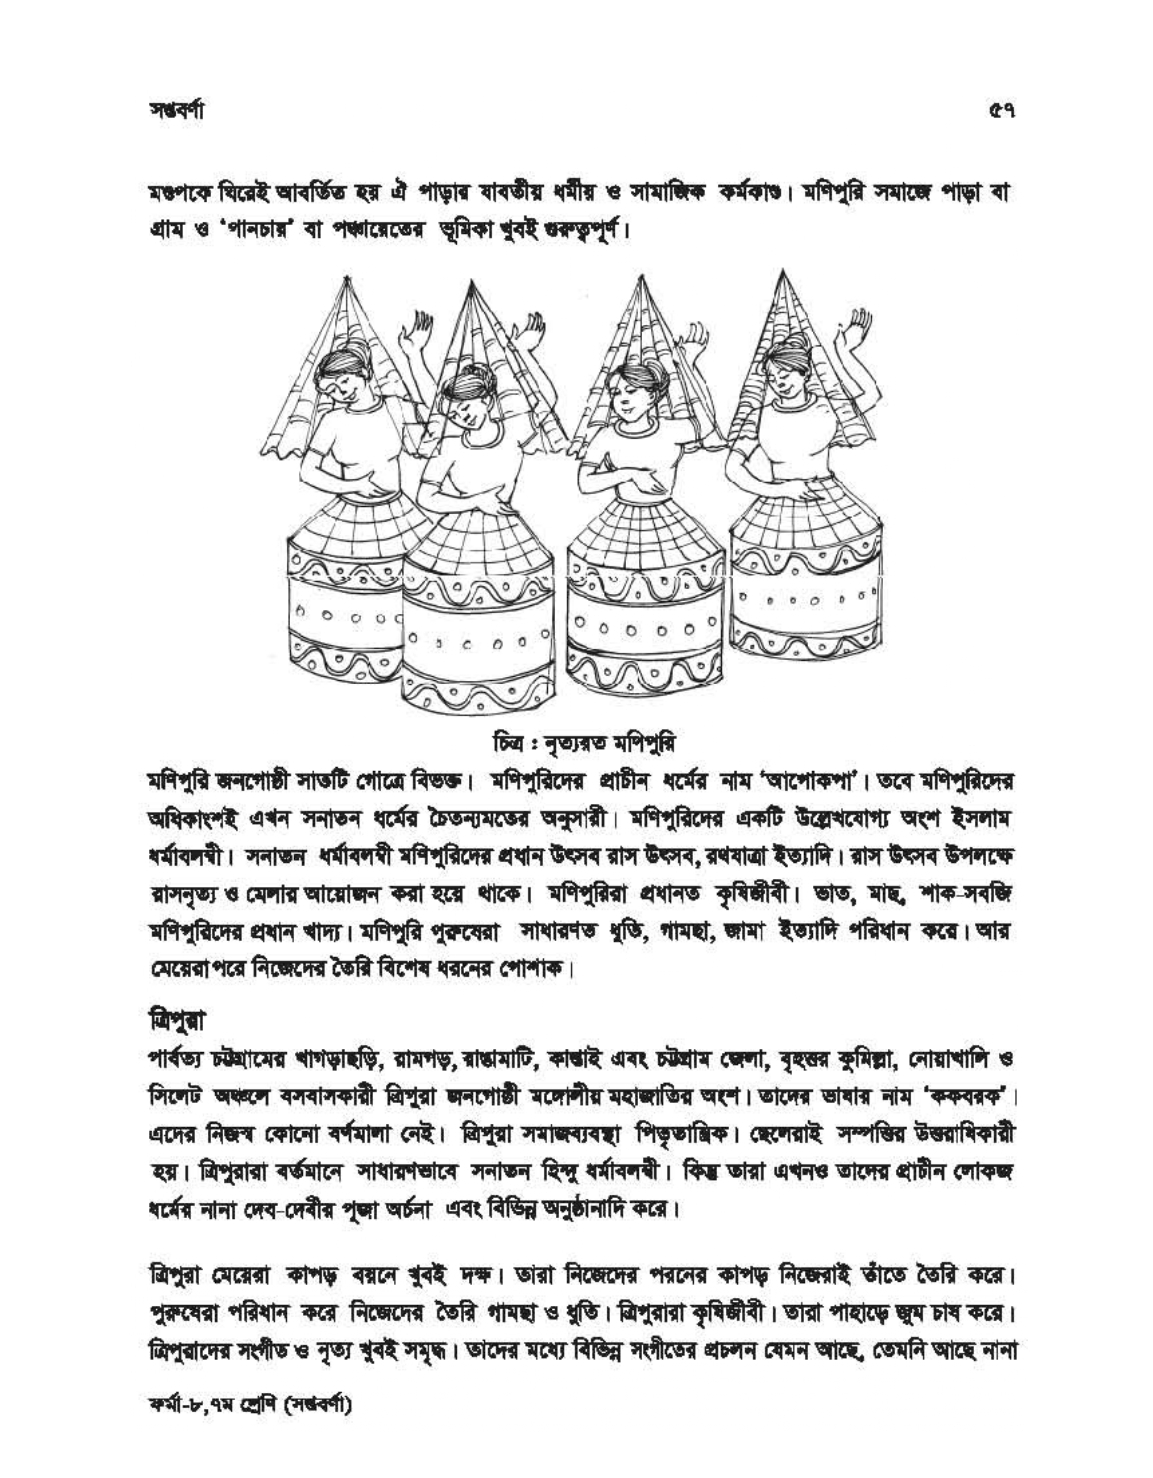 সপ্তবর্ণা ৫৭
মণ্ডপকে ঘিরেই আবর্তিত হয় ঐ পাড়ার যাবতীয় ধর্মীয় ও সামাজিক কর্মকাণ্ড। মণিপুরি সমাজে পাড়া বা
গ্রাম ও ‘পানচায়’ বা পঞ্চায়েতের ভূমিকা খুবই গুরুত্বপূর্ণ।
চিত্র : নৃত্যরত মণিপুরি
মণিপুরি জনগোষ্ঠী সাতটি গোত্রে বিভক্ত। মণিপুরিদের প্রাচীন ধর্মের নাম ‘আপোকপা’। তবে মণিপুরিদের
অধিকাংশই এখন সনাতন ধর্মের চৈতন্যমতের অনুসারী। মণিপুরিদের একটি উল্লেখযোগ্য অংশ ইসলাম
ধর্মাবলম্বী। সনাতন ধর্মাবলম্বী মণিপুরিদের প্রধান উৎসব রাস উৎসব, রথযাত্রা ইত্যাদি। রাস উৎসব উপলক্ষে
রাসনৃত্য ও মেলার আয়োজন করা হয়ে থাকে। মণিপুরিরা প্রধানত কৃষিজীবী। ভাত, মাছ, শাক-সবজি
মণিপুরিদের প্রধান খাদ্য। মণিপুরি পুরুষেরা সাধারণত ধুতি, গামছা, জামা ইত্যাদি পরিধান করে। আর
মেয়েরা পরে নিজেদের তৈরি বিশেষ ধরনের পোশাক।
ত্রিপুরা
পার্বত্য চট্টগ্রামের খাগড়াছড়ি, রামগড়, রাঙামাটি, কাপ্তাই এবং চট্টগ্রাম জেলা, বৃহত্তর কুমিল্লা, নোয়াখালি ও
সিলেট অঞ্চলে বসবাসকারী ত্রিপুরা জনগোষ্ঠী মঙ্গোলীয় মহাজাতির অংশ। তাদের ভাষার নাম ‘ককবরক’।
এদের নিজস্ব কোনো বর্ণমালা নেই। ত্রিপুরা সমাজব্যবস্থা পিতৃতান্ত্রিক। ছেলেরাই সম্পত্তির উত্তরাধিকারী
হয়। ত্রিপুরারা বর্তমানে সাধারণভাবে সনাতন হিন্দু ধর্মাবলম্বী। কিন্তু তারা এখনও তাদের প্রাচীন লোকজ
ধর্মের নানা দেব-দেবীর পূজা অর্চনা এবং বিভিন্ন অনুষ্ঠানাদি করে।
ত্রিপুরা মেয়েরা কাপড় বয়নে খুবই দক্ষ। তারা নিজেদের পরনের কাপড় নিজেরাই তাঁতে তৈরি করে।
পুরুষেরা পরিধান করে নিজেদের তৈরি গামছা ও ধুতি। ত্রিপুরারা কৃষিজীবী। তারা পাহাড়ে জুম চাষ করে।
ত্রিপুরাদের সংগীত ও নৃত্য খুবই সমৃদ্ধ। তাদের মধ্যে বিভিন্ন সংগীতের প্রচলন যেমন আছে, তেমনি আছে নানা
ফর্মা-৮,৭ম শ্রেণি (সপ্তবর্ণা)